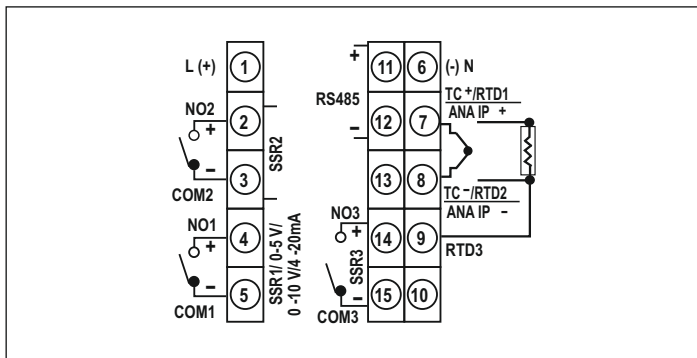 L (+)
1
NO2
+
2
SSR2
−
3
COM2
NO1
+
4
SSR1/ 0-5 V/
0 -10 V/4 -20mA
−
5
COM1
+
11
6
(-) N
RS485
TC +/RTD1
ANA IP +
12
7
−
13
8
TC −/RTD2
ANA IP −
NO3
+
14
9
RTD3
SSR3
−
15
10
COM3